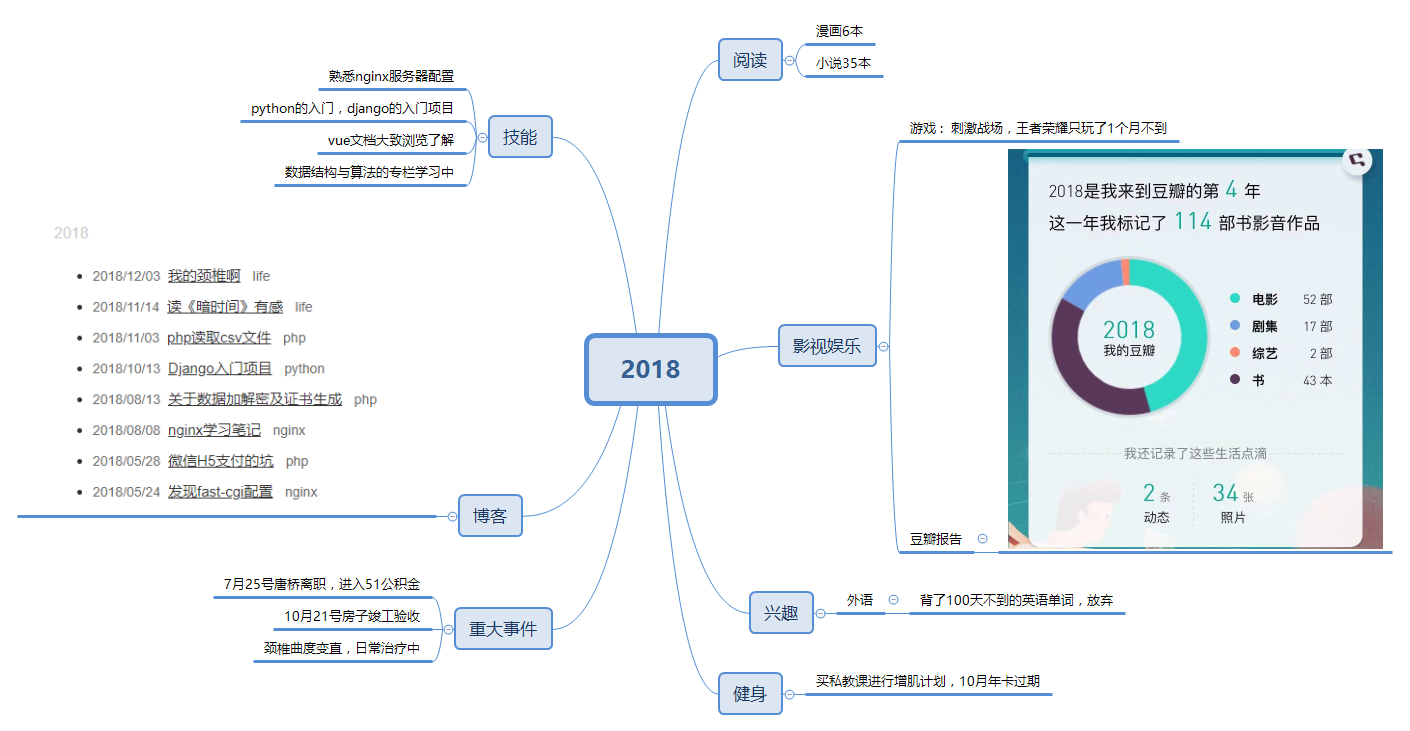 2018
阅读
漫画6本
小说35本
影视娱乐
游戏：刺激战场，王者荣耀只玩了1个月不到
豆瓣报告
2018是我来到豆瓣的第 4 年
这一年我标记了 114 部书影音作品
2018
我的豆瓣
电影 52 部
剧集 17 部
综艺 2 部
书 43 本
我还记录了这些生活点滴
2 条 34 张
动态 照片
兴趣
外语
背了100天不到的英语单词，放弃
健身
买私教课进行增肌计划，10月年卡过期
技能
熟悉nginx服务器配置
python的入门，django的入门项目
vue文档大致浏览了解
数据结构与算法的专栏学习中
博客
2018
2018/12/03 我的颈椎啊 life
2018/11/14 读《暗时间》有感 life
2018/11/03 php读取csv文件 php
2018/10/13 Django入门项目 python
2018/08/13 关于数据加解密及证书生成 php
2018/08/08 nginx学习笔记 nginx
2018/05/28 微信H5支付的坑 php
2018/05/24 发现fast-cgi配置 nginx
重大事件
7月25号唐桥离职，进入51公积金
10月21号房子竣工验收
颈椎曲度变直，日常治疗中